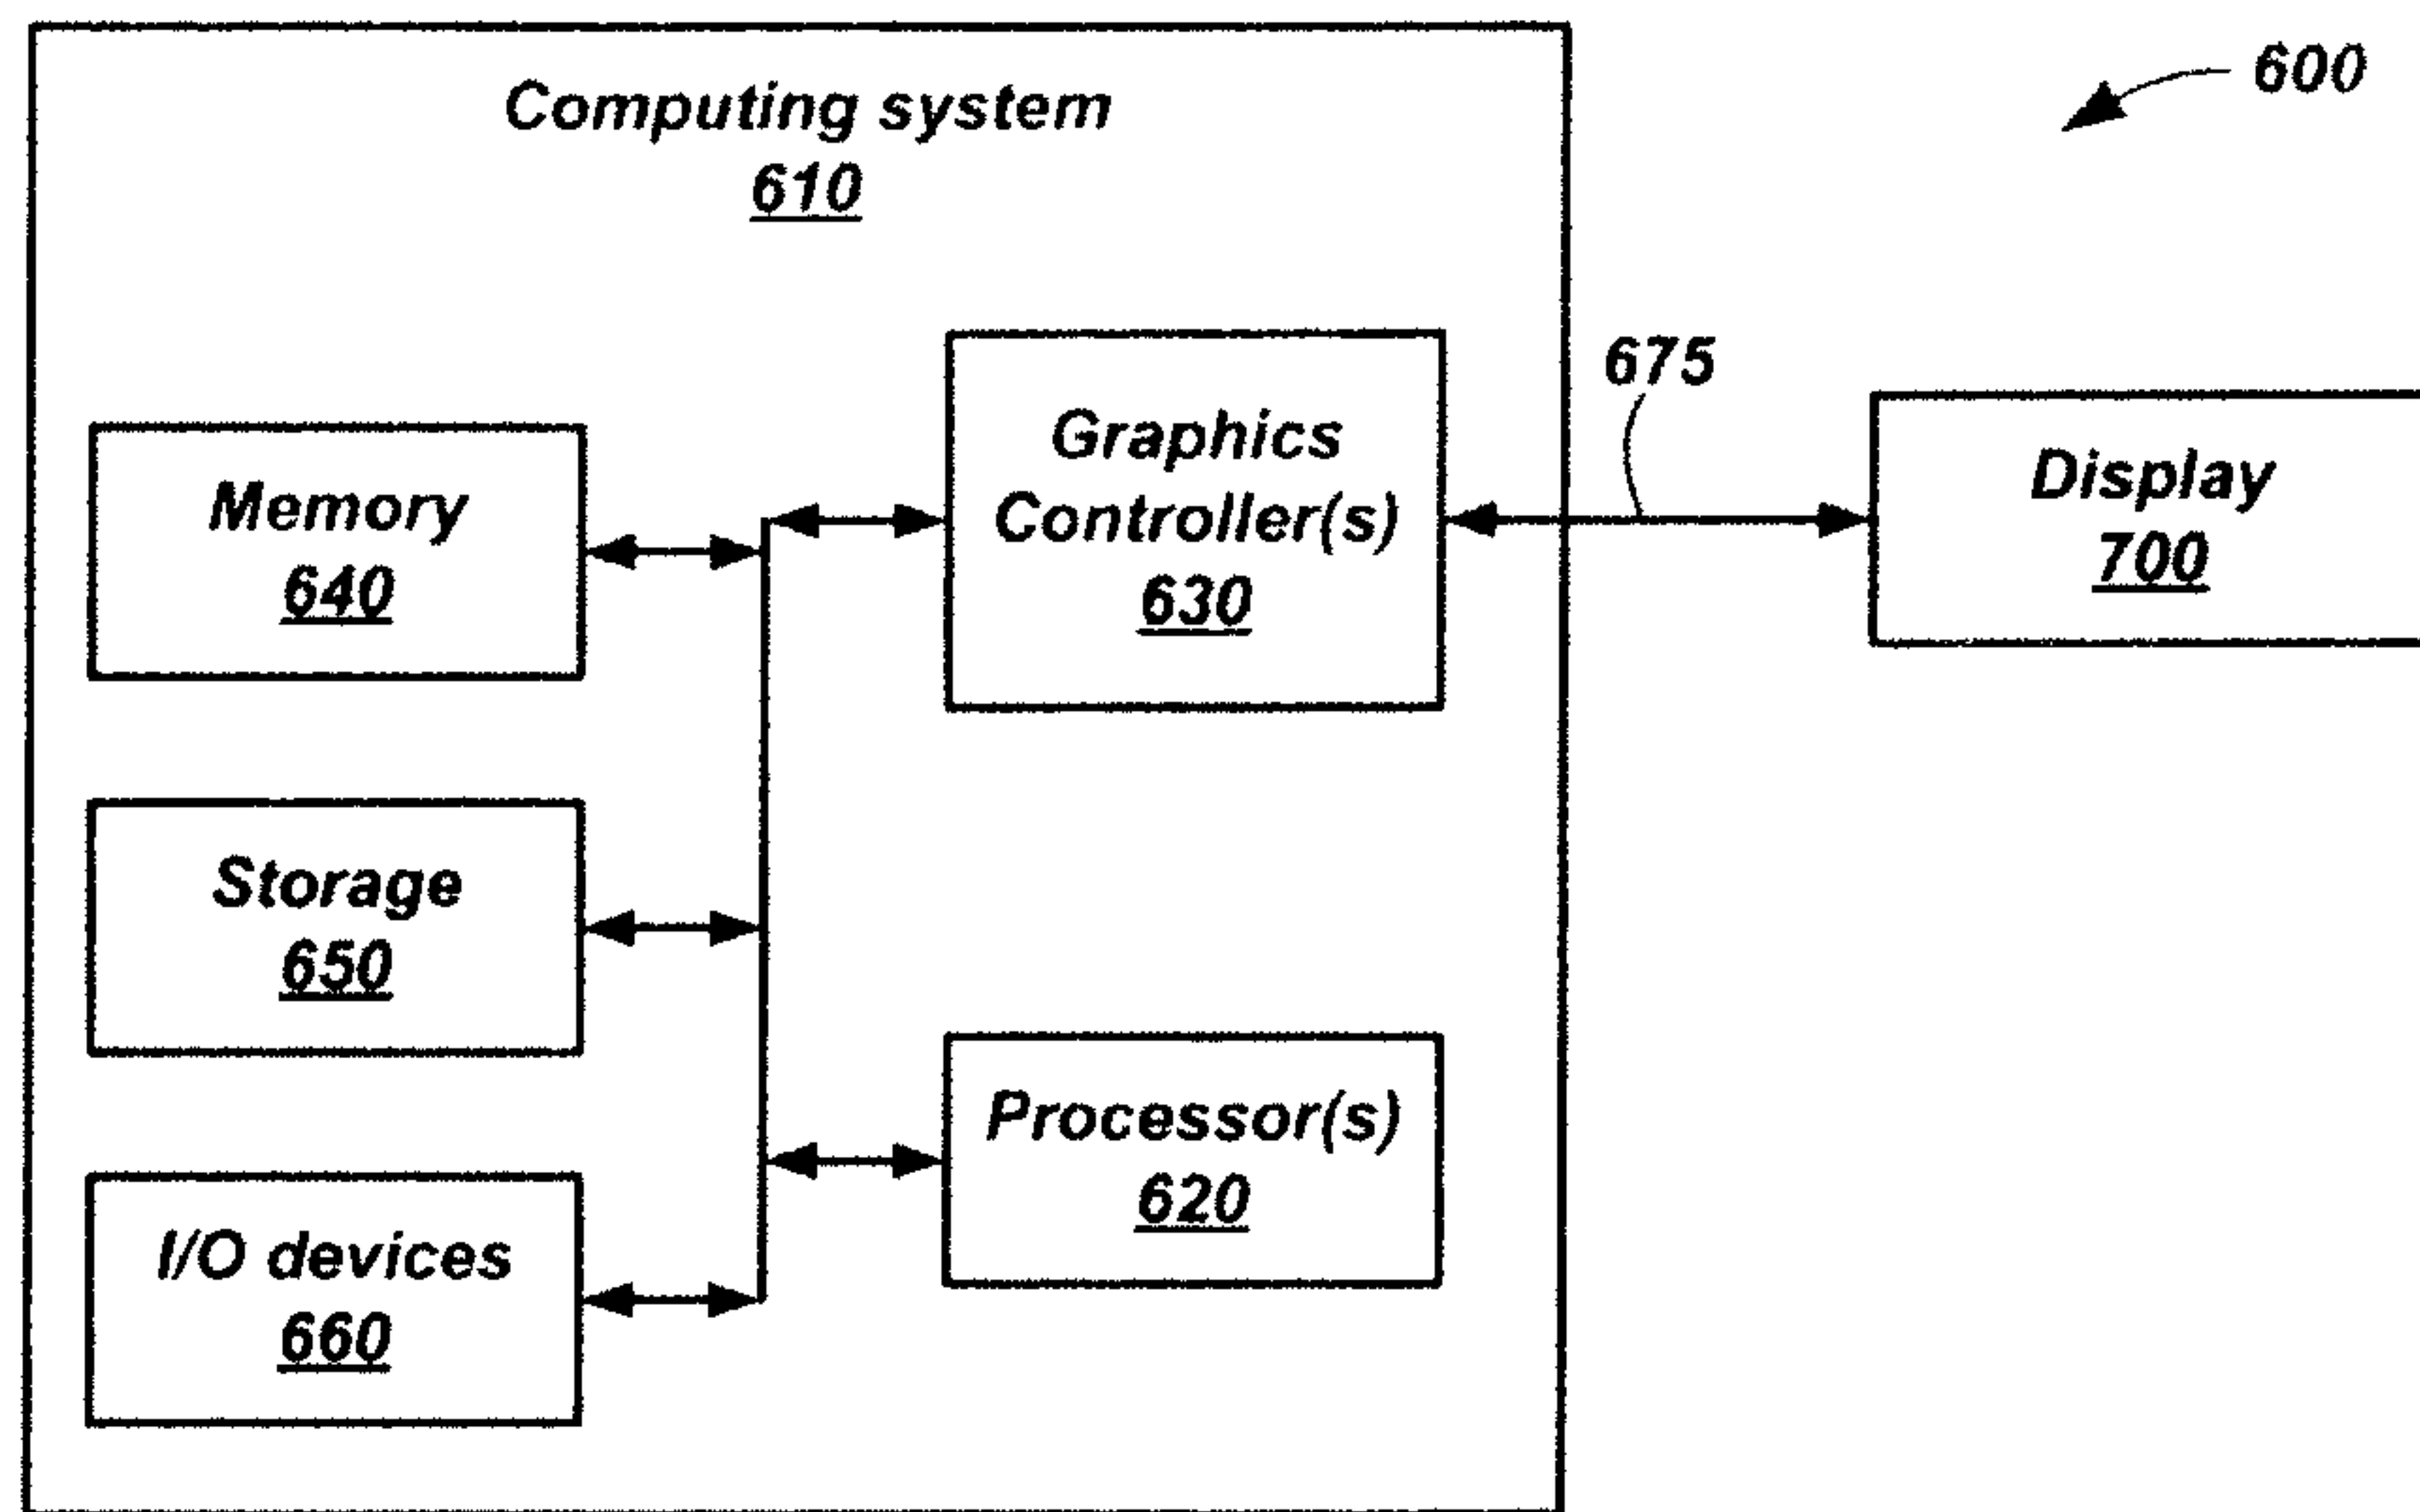 Computing system
610
600
675
Graphics
Controller(s)
630
Display
700
Memory
640
Storage
650
Processor(s)
620
I/O devices
660